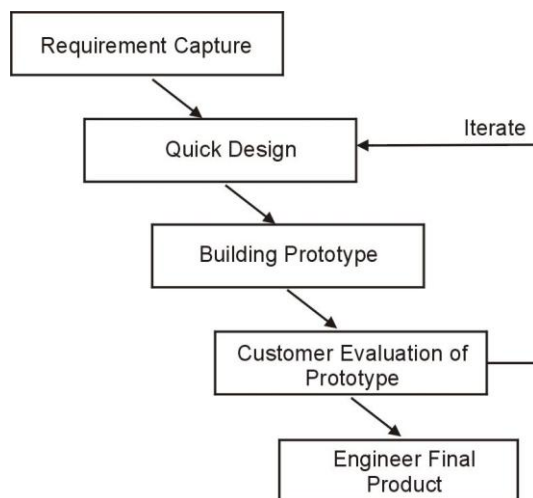 Requirement Capture
Iterate
Quick Design
Building Prototype
Customer Evaluation of
Prototype
Engineer Final
Product